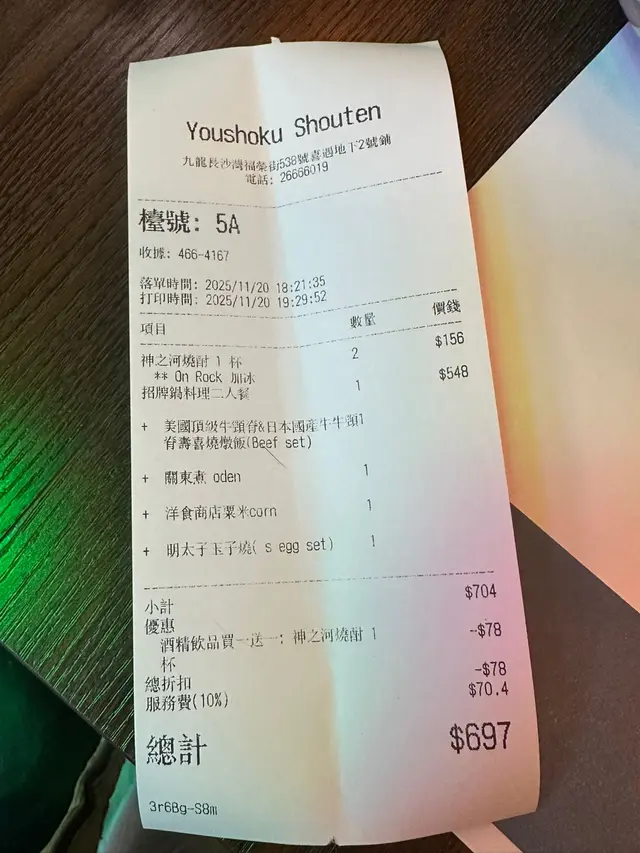 Youshoku Shouten
九龍長沙灣福榮街538號喜遇地下2號鋪
電話: 26666019
檯號: 5A
收據: 466-4167
落單時間: 2025/11/20 18:21:35
打印時間: 2025/11/20 19:29:52
項目 數量 價錢
神之河燒酎 1 杯 2 $156
** On Rock 加冰
招牌鍋料理二人餐 1 $548
+ 美國頂級牛頸脊&日本國產牛牛頸1
脊壽喜燒燉飯(Beef set)
+ 關東煮 oden 1
+ 洋食商店粟米corn 1
+ 明太子玉子燒( s egg set) 1
小計 $704
優惠
酒精飲品買一送一: 神之河燒酎 1 -$78
杯
總折扣 -$78
服務費(10%) $70.4
總計 $697
3r6Bg-S8m